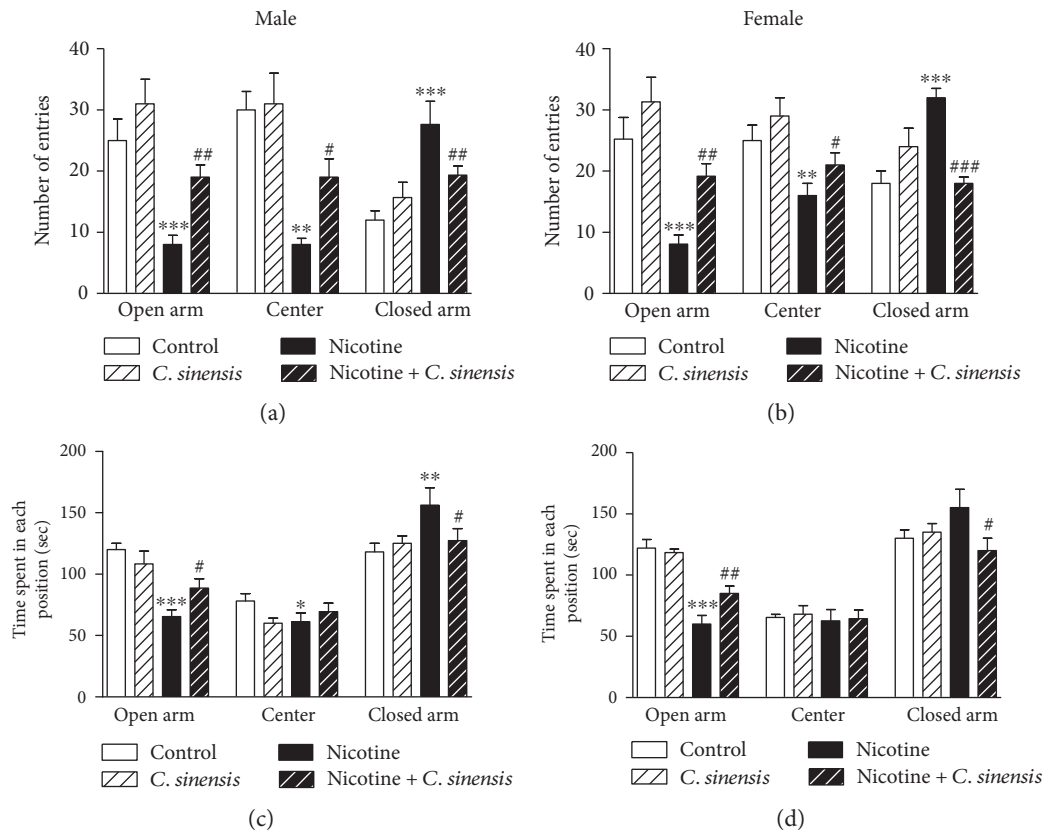 Male
40
30
20
10
0
Number of entries
***
##
**
#
***
##
Open arm Center Closed arm
Control Nicotine
C. sinensis Nicotine + C. sinensis
(a)
Female
40
30
20
10
0
Number of entries
***
##
**
#
***
###
Open arm Center Closed arm
Control Nicotine
C. sinensis Nicotine + C. sinensis
(b)
200
150
100
50
0
Time spent in each
position (sec)
***
#
*
**
#
Open arm Center Closed arm
Control Nicotine
C. sinensis Nicotine + C. sinensis
(c)
200
150
100
50
0
Time spent in each
position (sec)
***
##
#
Open arm Center Closed arm
Control Nicotine
C. sinensis Nicotine + C. sinensis
(d)